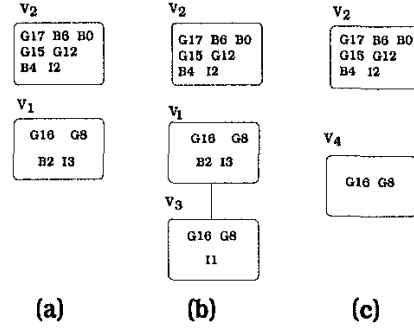 V2
G17 B6 B0
G15 G12
B4 I2
V1
G16 G8
B2 I3
(a)
V2
G17 B6 B0
G15 G12
B4 I2
V1
G16 G8
B2 I3
V3
G16 G8
I1
(b)
V2
G17 B6 B0
G15 G12
B4 I2
V4
G16 G8
(c)